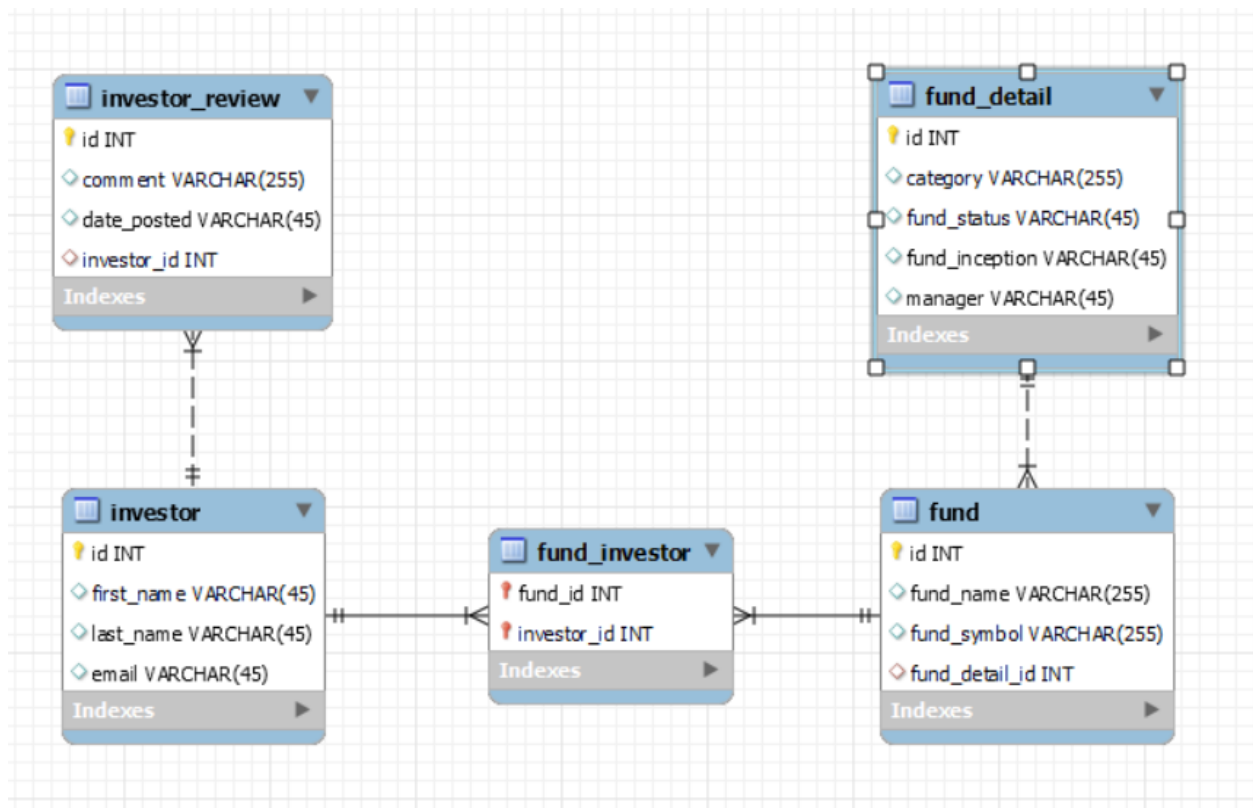 investor_review
id INT
comment VARCHAR(255)
date_posted VARCHAR(45)
investor_id INT
Indexes
fund_detail
id INT
category VARCHAR(255)
fund_status VARCHAR(45)
fund_inception VARCHAR(45)
manager VARCHAR(45)
Indexes
investor
id INT
first_name VARCHAR(45)
last_name VARCHAR(45)
email VARCHAR(45)
Indexes
fund_investor
fund_id INT
investor_id INT
Indexes
fund
id INT
fund_name VARCHAR(255)
fund_symbol VARCHAR(255)
fund_detail_id INT
Indexes